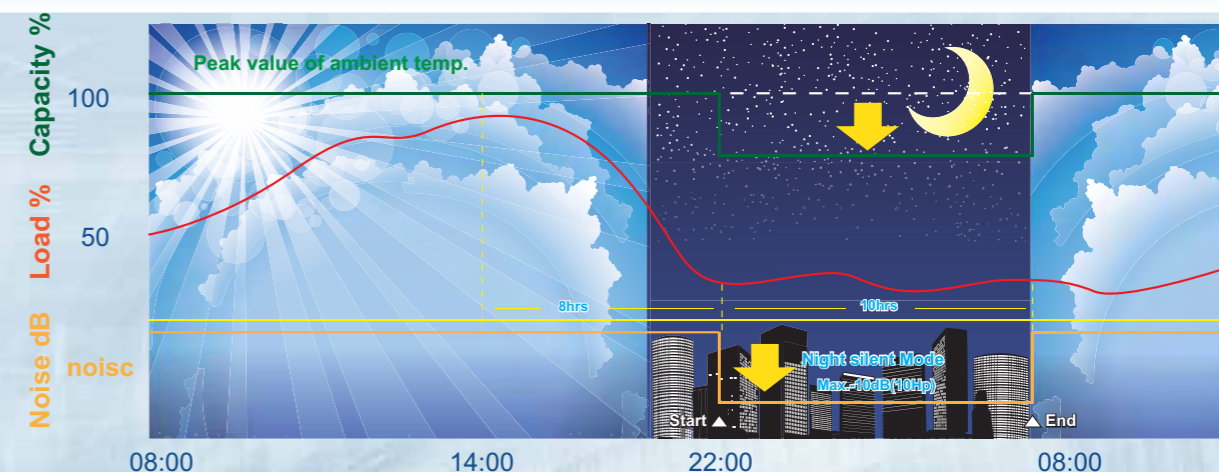 Capacity %
Load %
Noise dB
Peak value of ambient temp.
100
50
noisc
8hrs
10hrs
Night silent Mode
Max.-10dB(10Hp)
Start
End
08:00
14:00
22:00
08:00